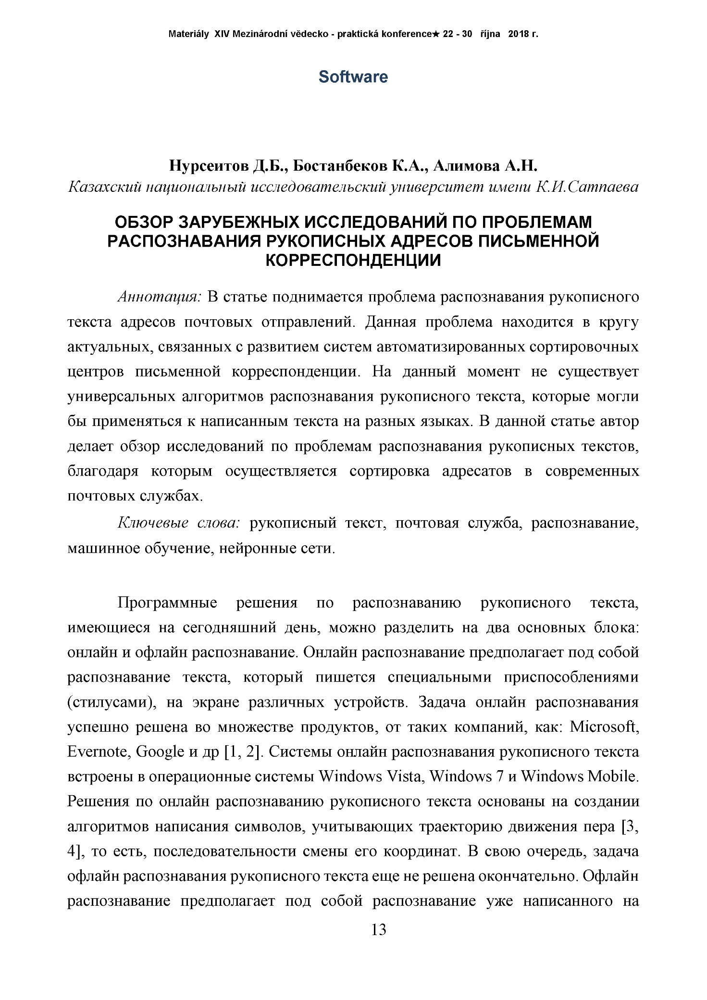 Materiály XIV Mezinárodní vědecko - praktická konference★ 22 - 30 října 2018 г.
Software
Нурсеитов Д.Б., Бостанбеков К.А., Алимова А.Н.
Казахский национальный исследовательский университет имени К.И.Сатпаева
ОБЗОР ЗАРУБЕЖНЫХ ИССЛЕДОВАНИЙ ПО ПРОБЛЕМАМ
РАСПОЗНАВАНИЯ РУКОПИСНЫХ АДРЕСОВ ПИСЬМЕННОЙ
КОРРЕСПОНДЕНЦИИ
Аннотация: В статье поднимается проблема распознавания рукописного
текста адресов почтовых отправлений. Данная проблема находится в кругу
актуальных, связанных с развитием систем автоматизированных сортировочных
центров письменной корреспонденции. На данный момент не существует
универсальных алгоритмов распознавания рукописного текста, которые могли
бы применяться к написанным текста на разных языках. В данной статье автор
делает обзор исследований по проблемам распознавания рукописных текстов,
благодаря которым осуществляется сортировка адресатов в современных
почтовых службах.
Ключевые слова: рукописный текст, почтовая служба, распознавание,
машинное обучение, нейронные сети.
Программные решения по распознаванию рукописного текста,
имеющиеся на сегодняшний день, можно разделить на два основных блока:
онлайн и офлайн распознавание. Онлайн распознавание предполагает под собой
распознавание текста, который пишется специальными приспособлениями
(стилусами), на экране различных устройств. Задача онлайн распознавания
успешно решена во множестве продуктов, от таких компаний, как: Microsoft,
Evernote, Google и др [1, 2]. Системы онлайн распознавания рукописного текста
встроены в операционные системы Windows Vista, Windows 7 и Windows Mobile.
Решения по онлайн распознаванию рукописного текста основаны на создании
алгоритмов написания символов, учитывающих траекторию движения пера [3,
4], то есть, последовательности смены его координат. В свою очередь, задача
офлайн распознавания рукописного текста еще не решена окончательно. Офлайн
распознавание предполагает под собой распознавание уже написанного на
13